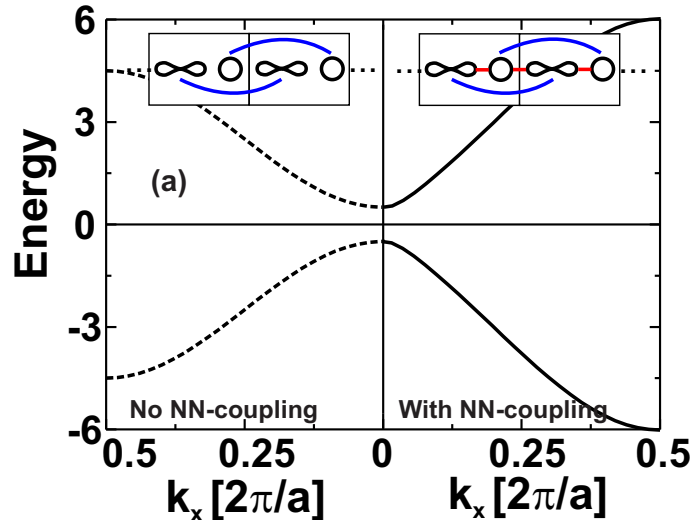 6
3
0
-3
-6
Energy
(a)
No NN-coupling
With NN-coupling
0.5 0.25 0 0.25 0.5
kx [2π/a] kx [2π/a]